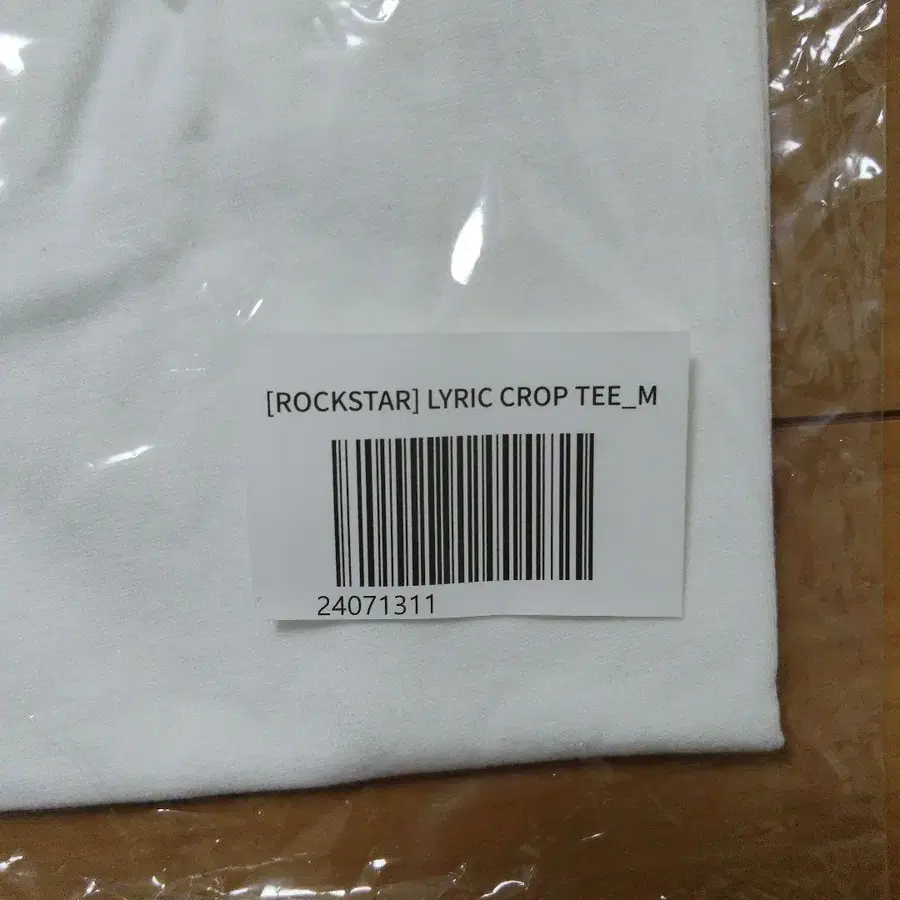 [ROCKSTAR] LYRIC CROP TEE_M
24071311